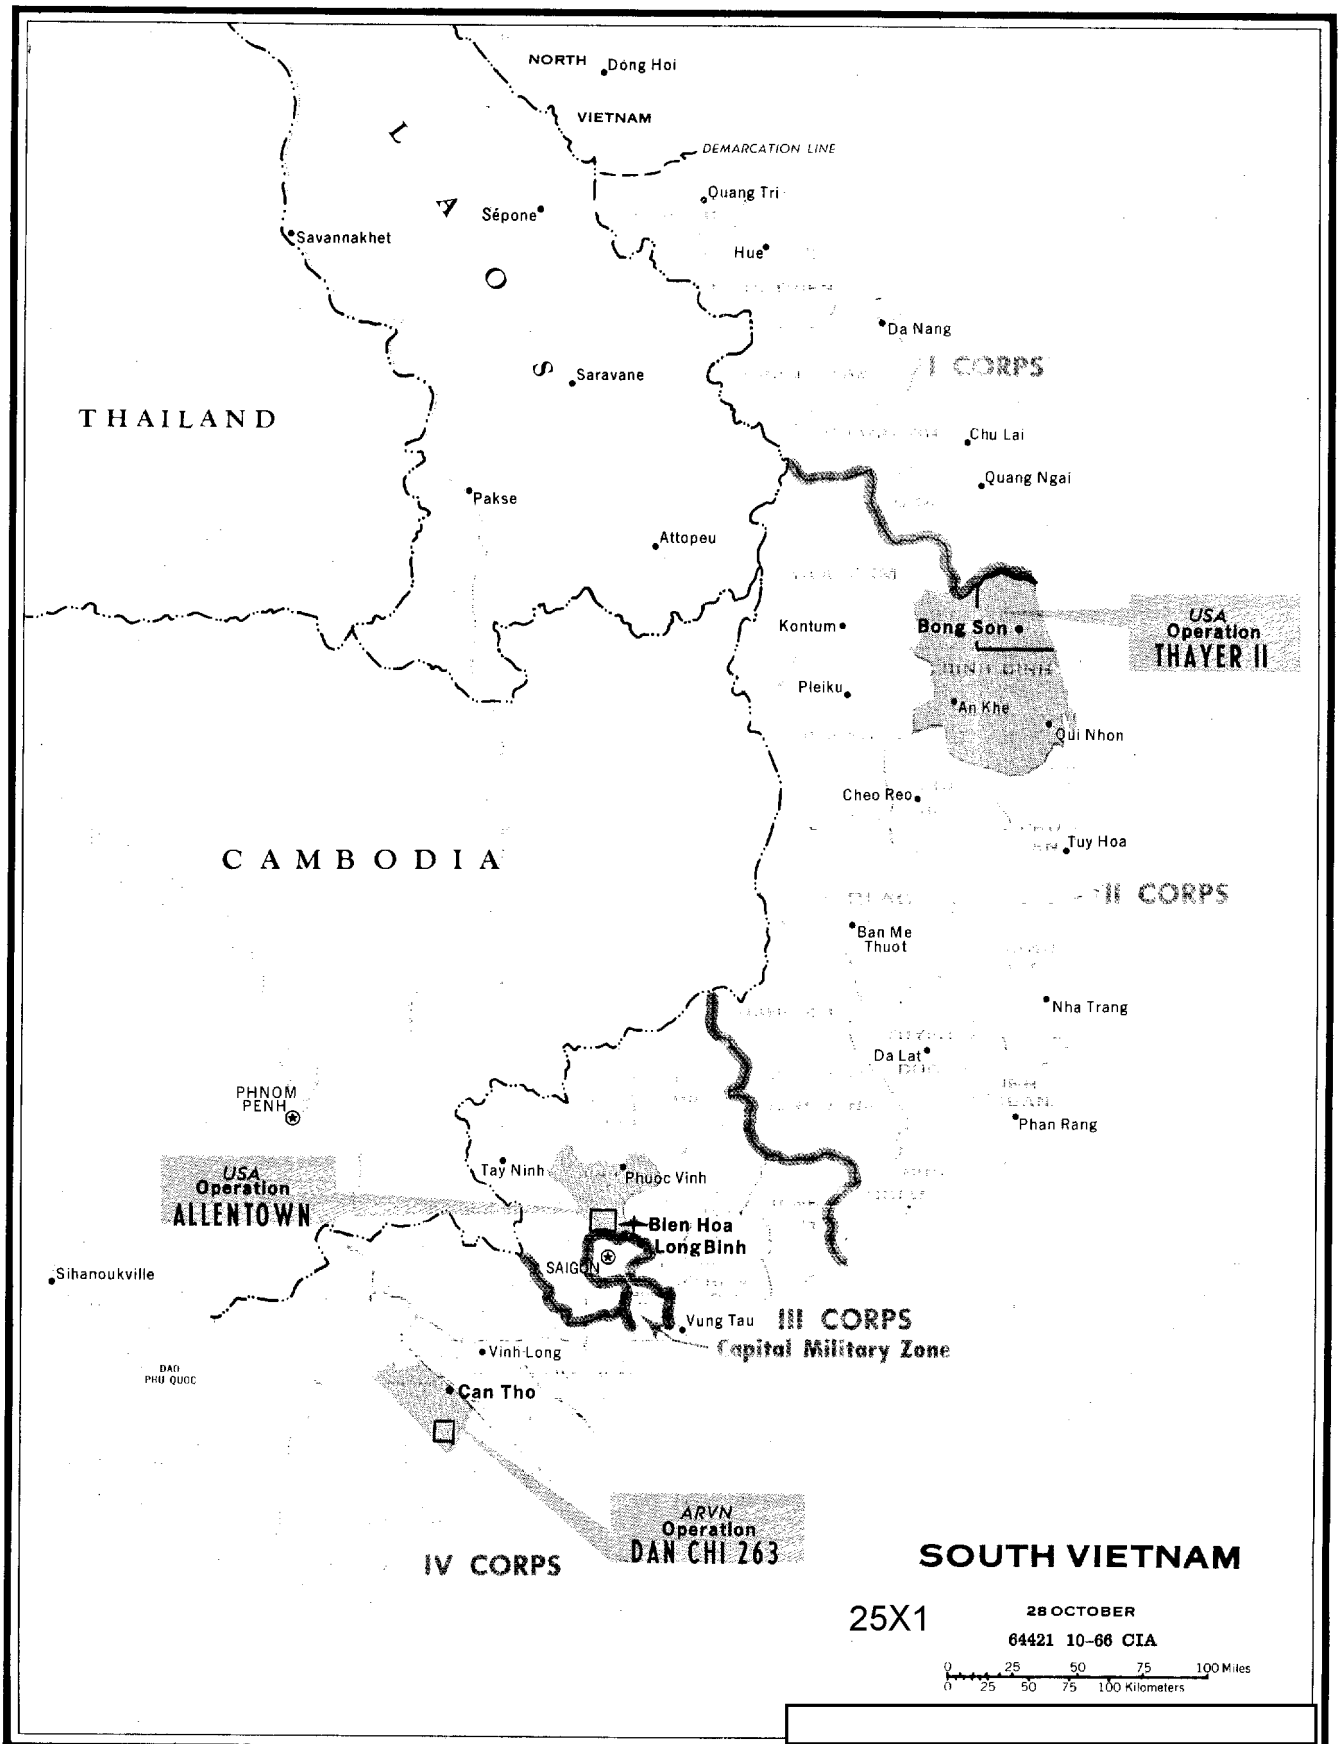 NORTH
Dong Hoi
VIETNAM
DEMARCATION LINE
LAOS
Quang Tri
Sépone
Savannakhet
Hue
Da Nang
I CORPS
Saravane
THAILAND
Chu Lai
Quang Ngai
Pakse
Attopeu
Kontum
Bong Son
USA
Operation
THAYER II
BINH DINH
Pleiku
An Khe
Qui Nhon
Cheo Reo
Tuy Hoa
CAMBODIA
II CORPS
Ban Me
Thuot
Nha Trang
Da Lat
PHNOM
PENH
Phan Rang
Tay Ninh
Phuoc Vinh
USA
Operation
ALLENTOWN
Bien Hoa
Long Binh
SAIGON
Sihanoukville
Vung Tau
III CORPS
Capital Military Zone
Vinh Long
DAO
PHU QUOC
Can Tho
ARVN
Operation
DAN CHI 263
IV CORPS
SOUTH VIETNAM
25X1
28 OCTOBER
64421 10-66 CIA
0 25 50 75 100 Miles
0 25 50 75 100 Kilometers